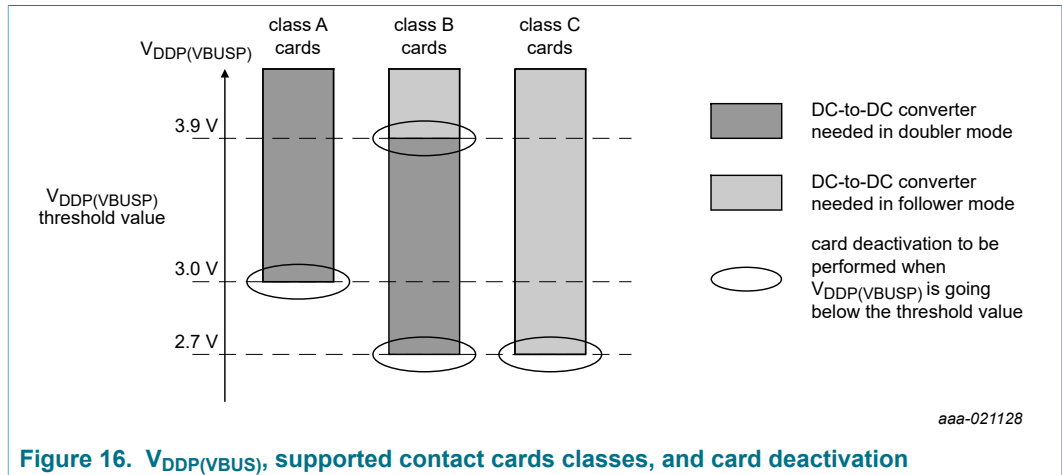 class A
cards
class B
cards
class C
cards
VDDP(VBUSP)
3.9 V
VDDP(VBUSP)
threshold value
3.0 V
2.7 V
DC-to-DC converter
needed in doubler mode
DC-to-DC converter
needed in follower mode
card deactivation to be
performed when
VDDP(VBUSP) is going
below the threshold value
aaa-021128
Figure 16. VDDP(VBUS), supported contact cards classes, and card deactivation